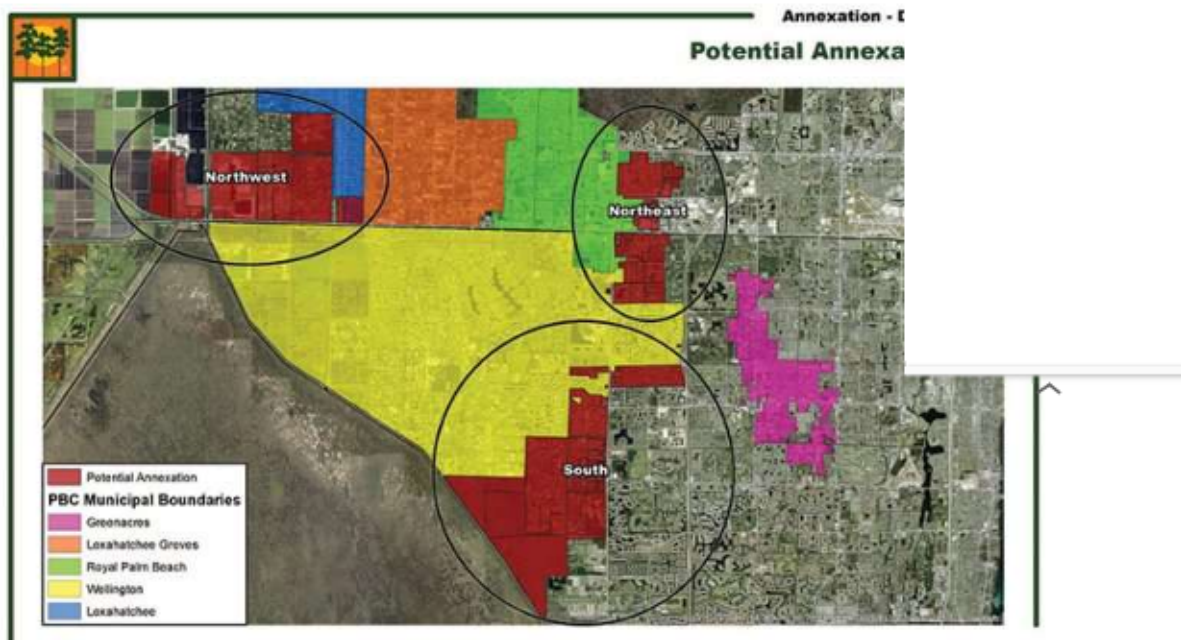 Annexation - D
Potential Annexa
Northwest
Northeast
South
Potential Annexation
PBC Municipal Boundaries
Greenacres
Loxahatchee Groves
Royal Palm Beach
Wellington
Loxahatchee